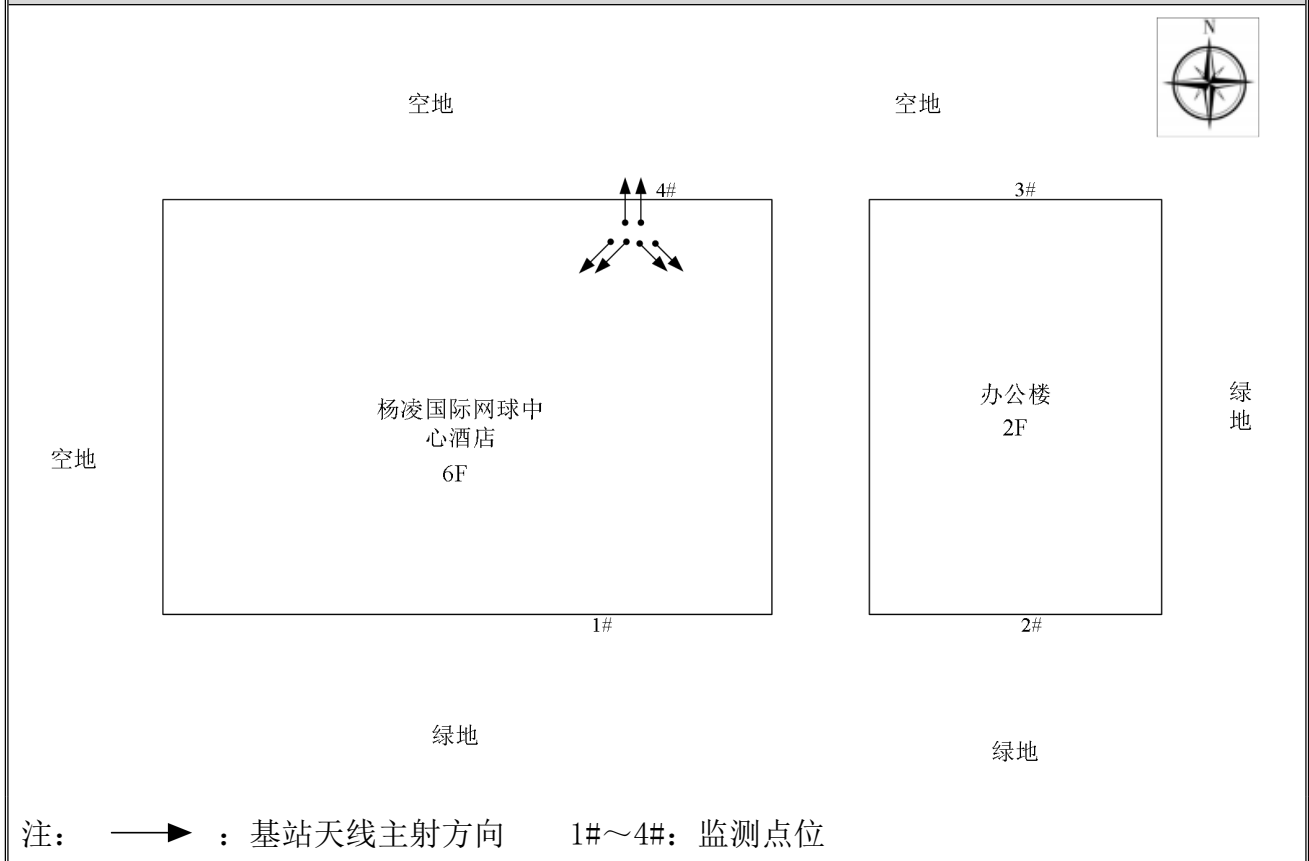 N
空地
空地
4#
3#
杨凌国际网球中
心酒店
6F
办公楼
2F
绿
地
空地
1#
2#
绿地
绿地
注： ：基站天线主射方向 1#～4#：监测点位